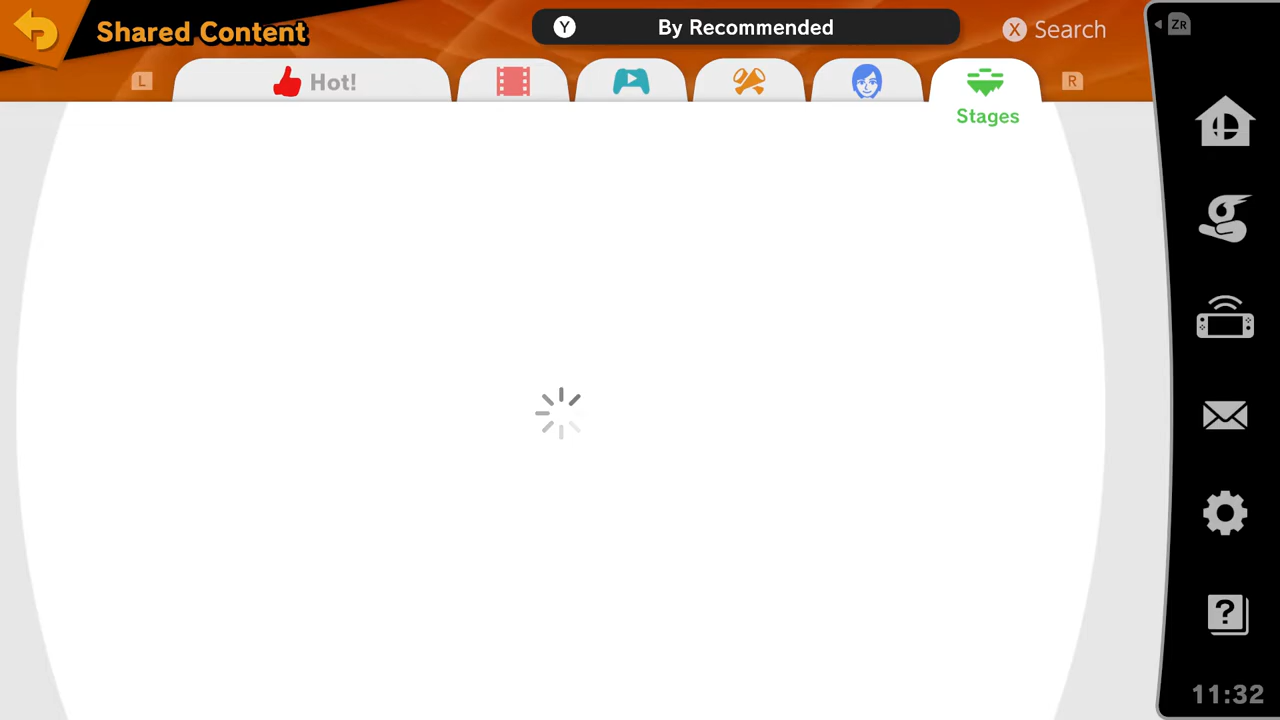 Shared Content
Y By Recommended
X Search
ZR
L
Hot!
R
Stages
?
11:32